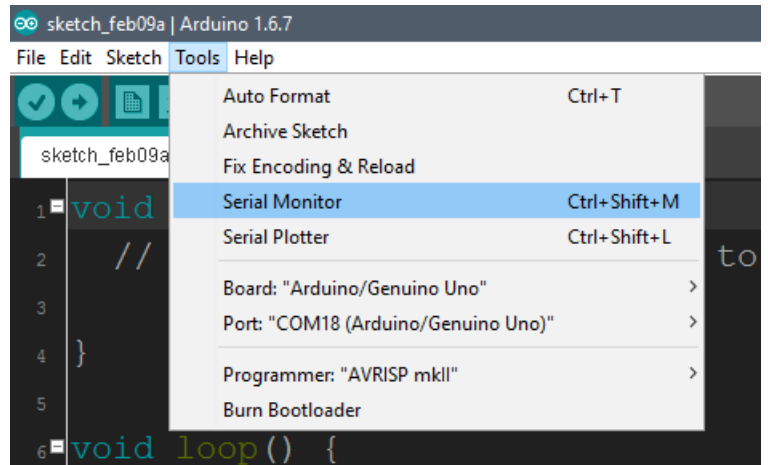 sketch_feb09a | Arduino 1.6.7
File Edit Sketch Tools Help
sketch_feb09a
Auto Format Ctrl+T
Archive Sketch
Fix Encoding & Reload
Serial Monitor Ctrl+Shift+M
Serial Plotter Ctrl+Shift+L
Board: "Arduino/Genuino Uno"
Port: "COM18 (Arduino/Genuino Uno)"
Programmer: "AVRISP mkII"
Burn Bootloader
1 void
2 // to
3
4 }
5
6 void loop() {